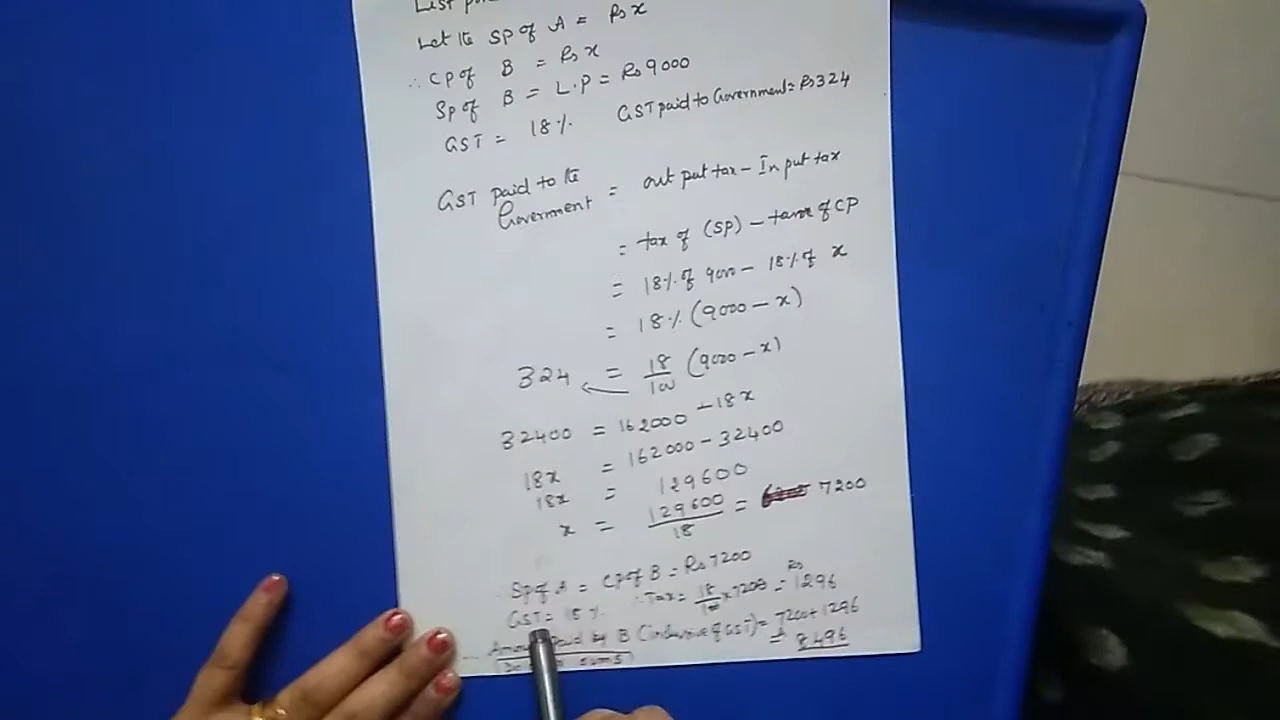 List
Let the SP of A = Rs x
∴ CP of B = Rs x
SP of B = L.P = Rs 9000
GST = 18% GST paid to Government = Rs 324
GST paid to the Goverment = out put tax - In put tax
= tax of (SP) - tax of CP
= 18% of 9000 - 18% of x
= 18% (9000 - x)
324 = 18/100 (9000 - x)
32400 = 162000 - 18x
18x = 162000 - 32400
18x = 129600
x = 129600/18 = 7200
∴ SP of A = CP of B = Rs 7200
GST = 18% ∴ Tax = 18/100 x 7200 = Rs 1296
∴ Amount Paid by B (inclusive of GST) = 7200 + 1296
= 8496